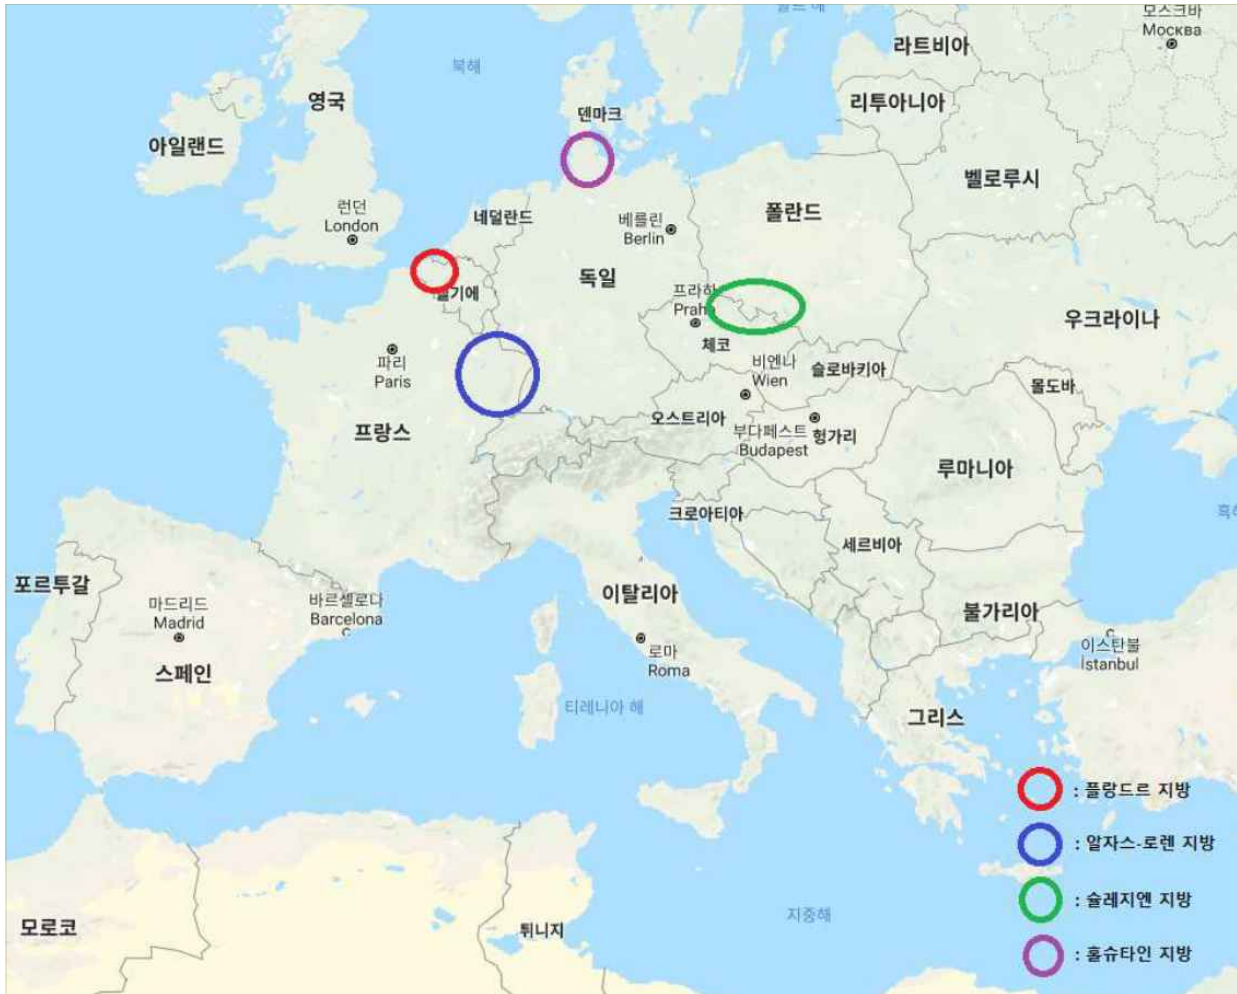 모스크바
Москва
라트비아
북해
영국
리투아니아
덴마크
아일랜드
벨로루시
런던
London
네덜란드
베를린
Berlin
폴란드
독일
벨기에
프라하
Praha
우크라이나
체코
파리
Paris
비엔나
Wien
슬로바키아
몰도바
오스트리아
부다페스트
Budapest
헝가리
프랑스
루마니아
크로아티아
세르비아
포르투갈
마드리드
Madrid
바르셀로나
Barcelona
이탈리아
불가리아
로마
Roma
이스탄불
İstanbul
스페인
티레니아 해
그리스
: 플랑드르 지방
: 알자스-로렌 지방
: 슐레지엔 지방
: 홀슈타인 지방
지중해
모로코
튀니지